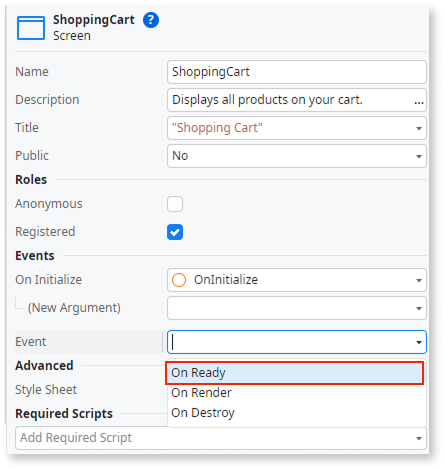 ShoppingCart ?
Screen
Name ShoppingCart
Description Displays all products on your cart. ...
Title "Shopping Cart"
Public No
Roles
Anonymous
Registered
Events
On Initialize OnInitialize
(New Argument)
Event
Advanced
On Ready
Style Sheet
On Render
Required Scripts
On Destroy
Add Required Script